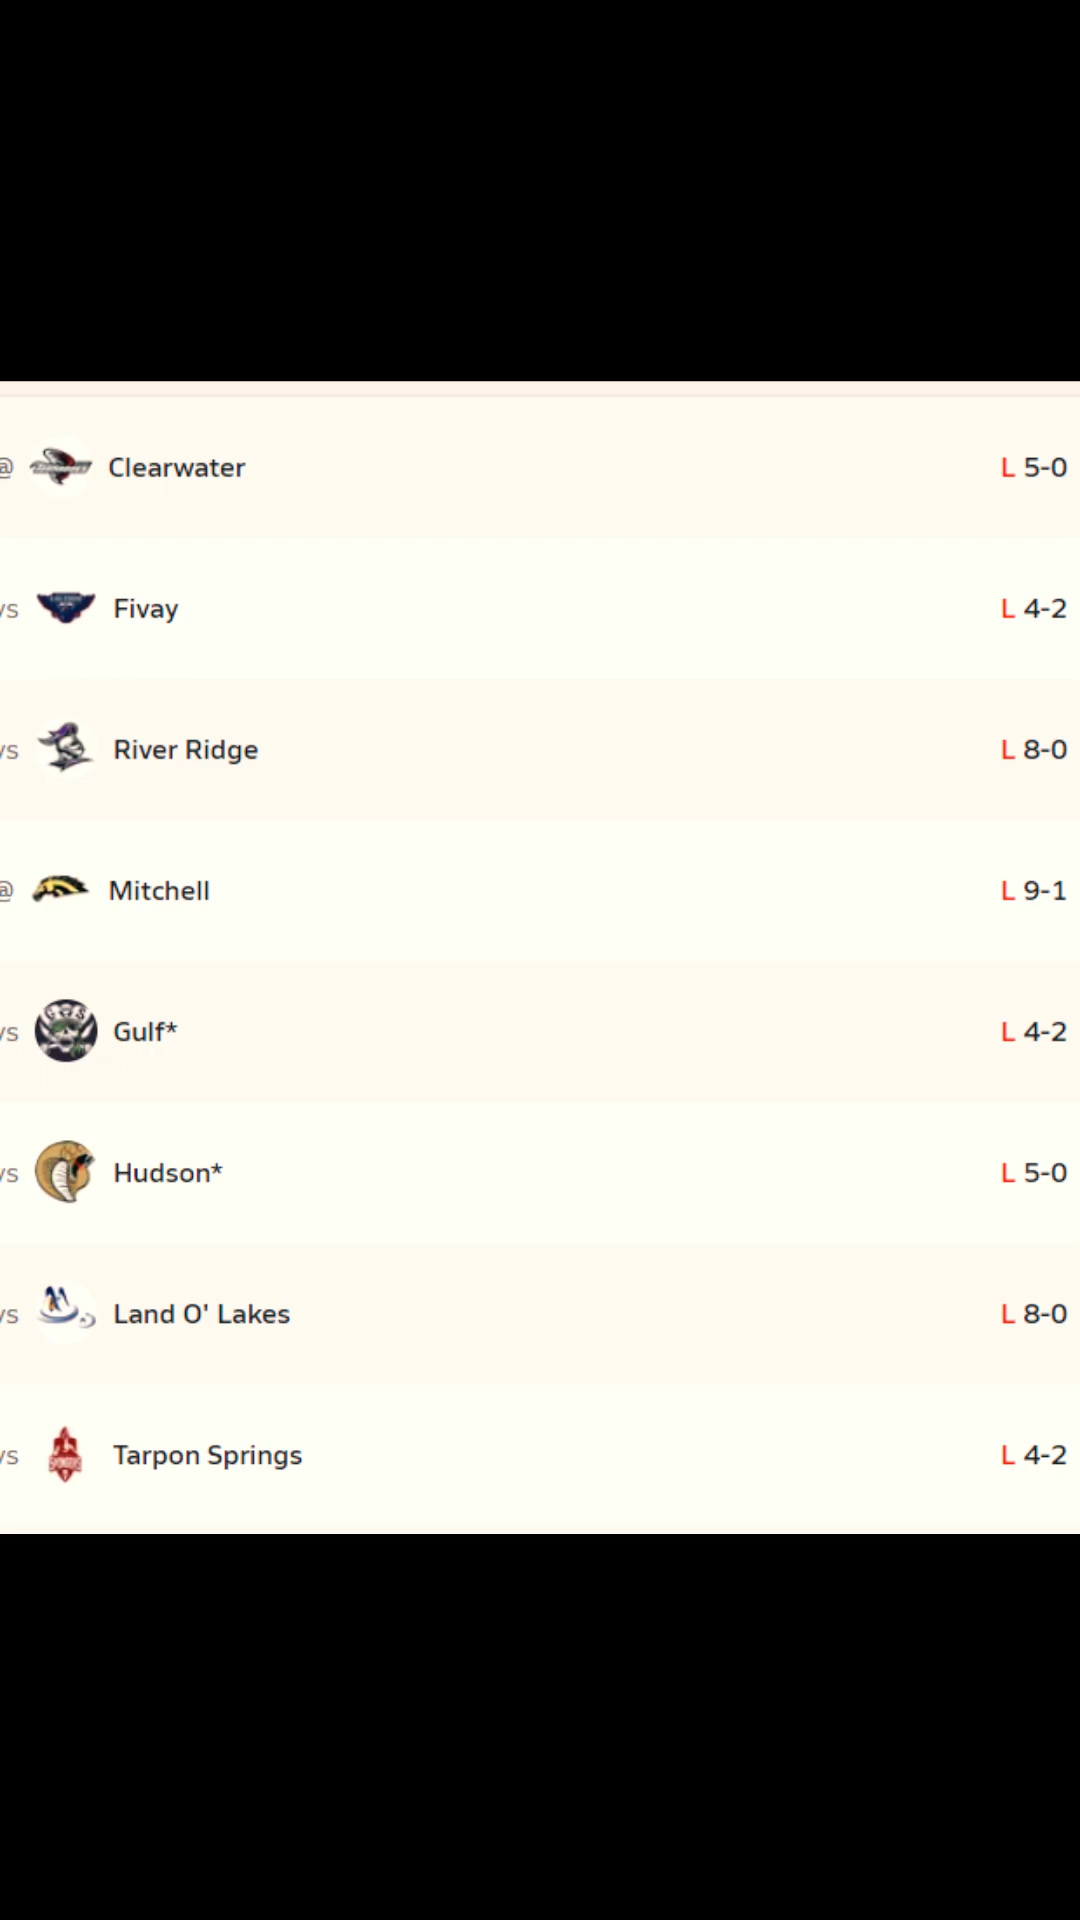 @ Clearwater L 5-0
vs Fivay L 4-2
vs River Ridge L 8-0
@ Mitchell L 9-1
vs Gulf* L 4-2
vs Hudson* L 5-0
vs Land O' Lakes L 8-0
vs Tarpon Springs L 4-2